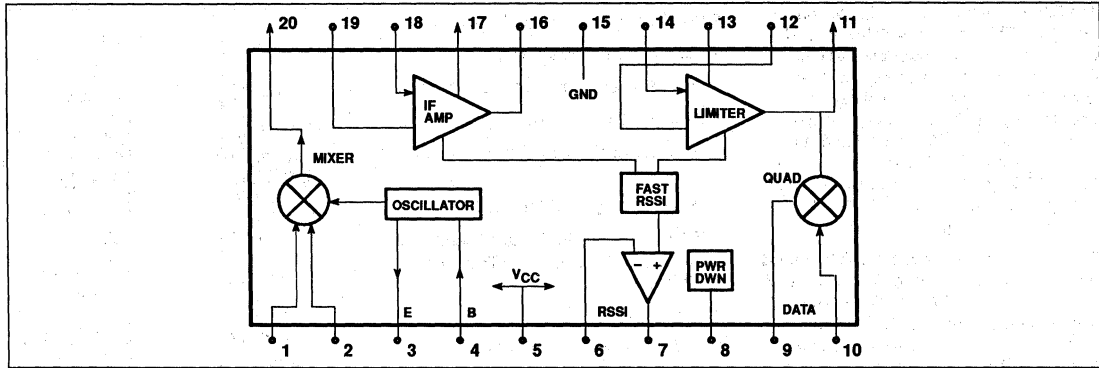 20 19 18 17 16 15 14 13 12 11
GND
IF
AMP
LIMITER
MIXER
OSCILLATOR
FAST
RSSI
QUAD
VCC
- +
PWR
DWN
E B RSSI DATA
1 2 3 4 5 6 7 8 9 10